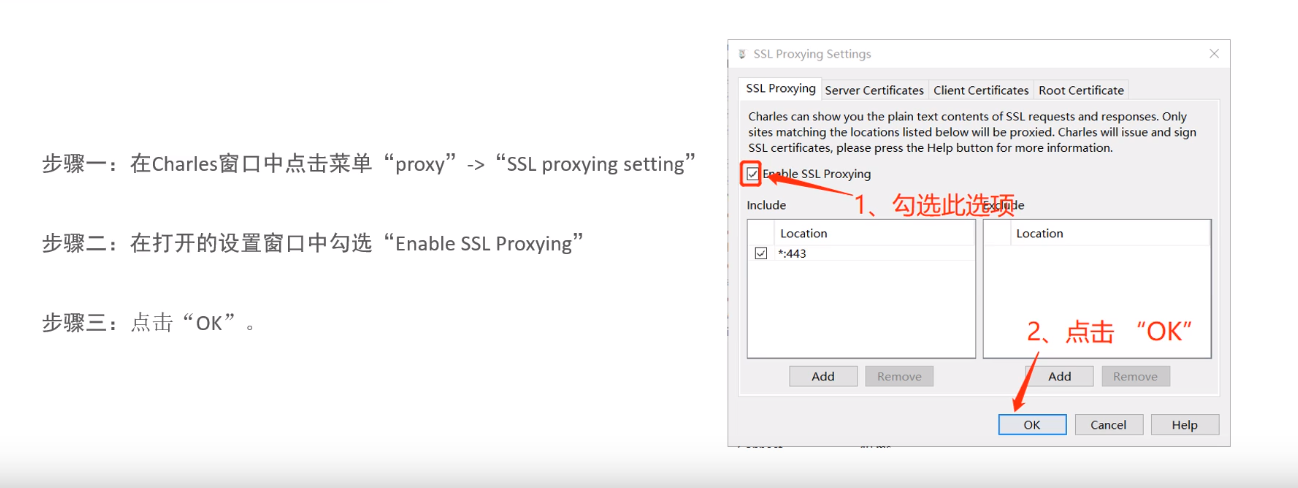 步骤一：在Charles窗口中点击菜单“proxy”->“SSL proxying setting”
步骤二：在打开的设置窗口中勾选“Enable SSL Proxying”
步骤三：点击“OK”。
SSL Proxying Settings
SSL Proxying Server Certificates Client Certificates Root Certificate
Charles can show you the plain text contents of SSL requests and responses. Only
sites matching the locations listed below will be proxied. Charles will issue and sign
SSL certificates, please press the Help button for more information.
Enable SSL Proxying
1、勾选此选项
Include Exclude
Location Location
*:443
2、点击 “OK”
Add Remove Add Remove
OK Cancel Help